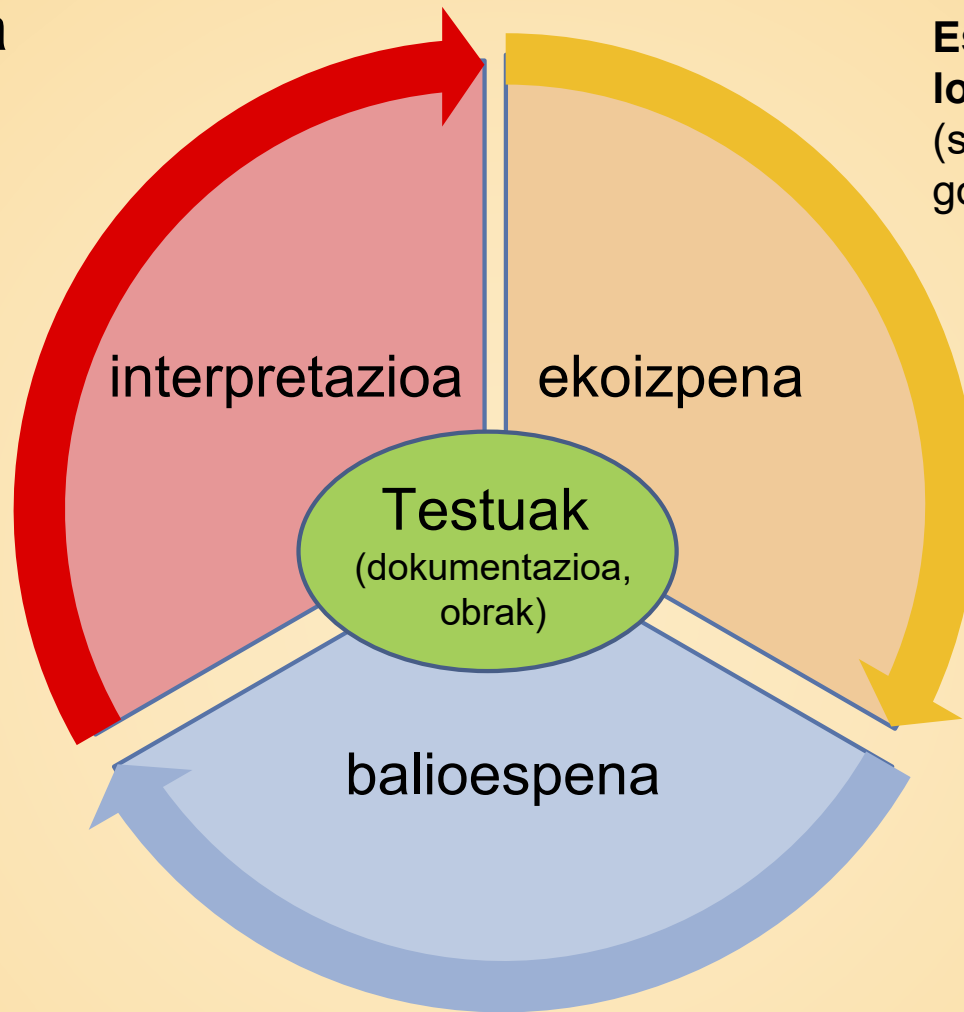 interpretazioa
ekoizpena
Testuak
(dokumentazioa,
obrak)
balioespena